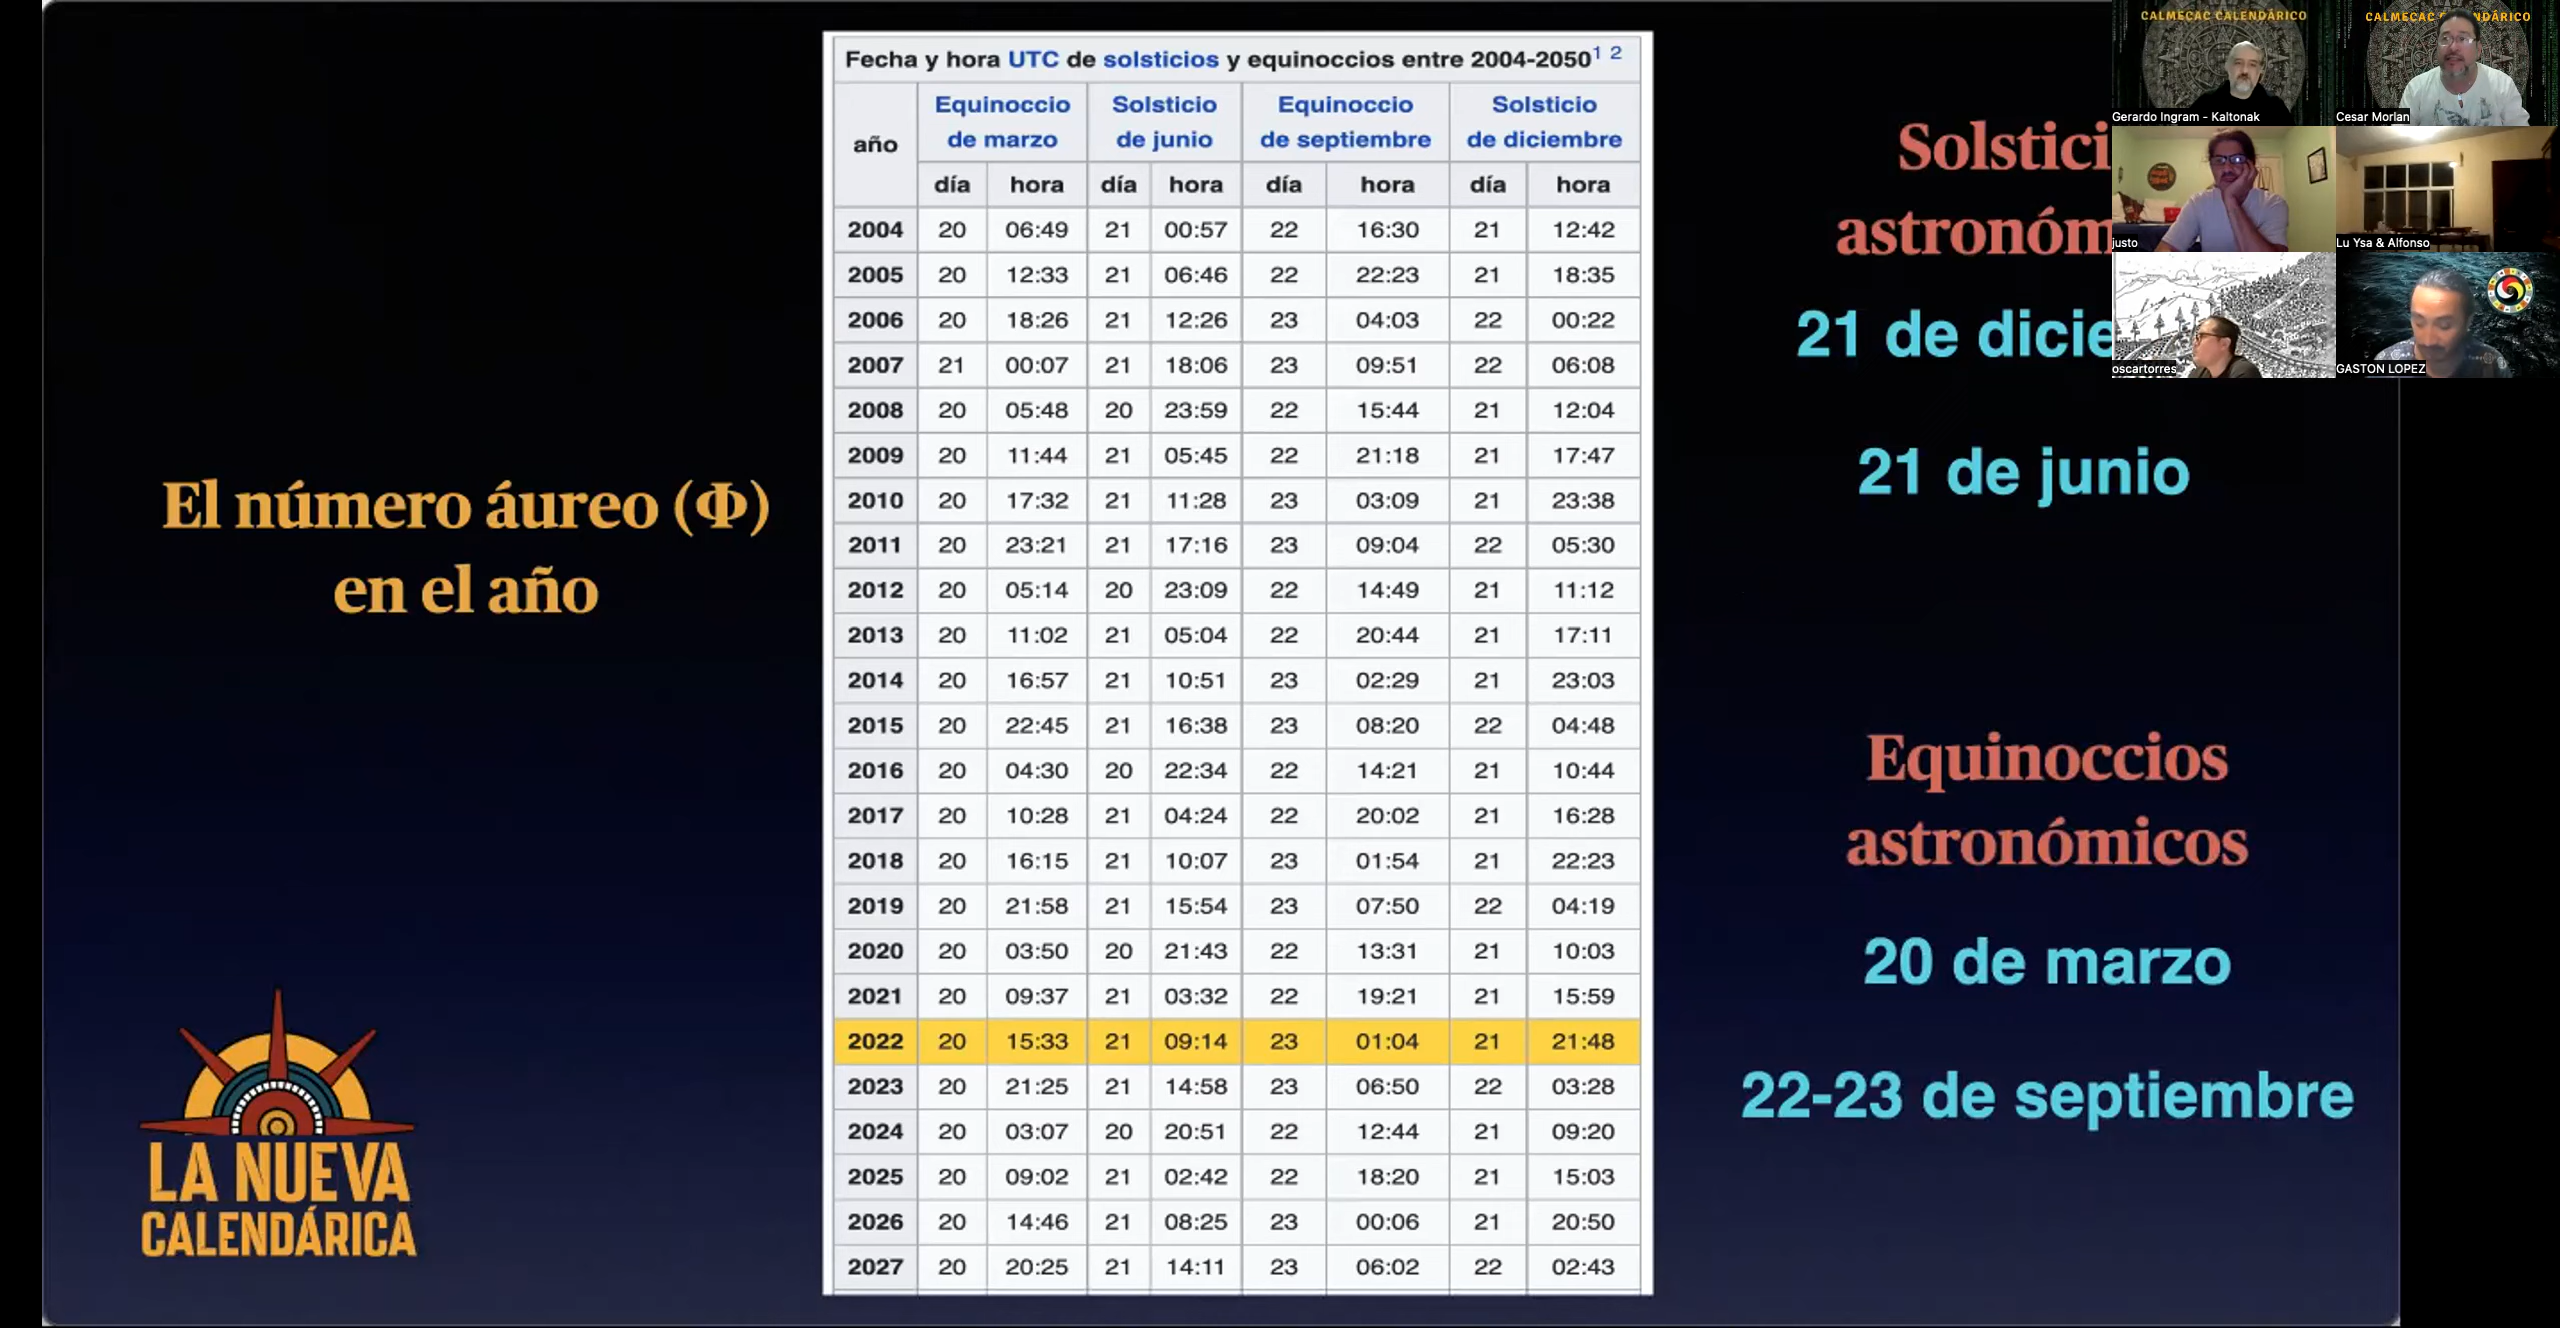 El número áureo (Φ)
en el año
LA NUEVA
CALENDÁRICA
Fecha y hora UTC de solsticios y equinoccios entre 2004-2050¹ ²
año Equinoccio de marzo Solsticio de junio Equinoccio de septiembre Solsticio de diciembre
día hora día hora día hora día hora
2004 20 06:49 21 00:57 22 16:30 21 12:42
2005 20 12:33 21 06:46 22 22:23 21 18:35
2006 20 18:26 21 12:26 23 04:03 22 00:22
2007 21 00:07 21 18:06 23 09:51 22 06:08
2008 20 05:48 20 23:59 22 15:44 21 12:04
2009 20 11:44 21 05:45 22 21:18 21 17:47
2010 20 17:32 21 11:28 23 03:09 21 23:38
2011 20 23:21 21 17:16 23 09:04 22 05:30
2012 20 05:14 20 23:09 22 14:49 21 11:12
2013 20 11:02 21 05:04 22 20:44 21 17:11
2014 20 16:57 21 10:51 23 02:29 21 23:03
2015 20 22:45 21 16:38 23 08:20 22 04:48
2016 20 04:30 20 22:34 22 14:21 21 10:44
2017 20 10:28 21 04:24 22 20:02 21 16:28
2018 20 16:15 21 10:07 23 01:54 21 22:23
2019 20 21:58 21 15:54 23 07:50 22 04:19
2020 20 03:50 20 21:43 22 13:31 21 10:03
2021 20 09:37 21 03:32 22 19:21 21 15:59
2022 20 15:33 21 09:14 23 01:04 21 21:48
2023 20 21:25 21 14:58 23 06:50 22 03:28
2024 20 03:07 20 20:51 22 12:44 21 09:20
2025 20 09:02 21 02:42 22 18:20 21 15:03
2026 20 14:46 21 08:25 23 00:06 21 20:50
2027 20 20:25 21 14:11 23 06:02 22 02:43
Solstici
astronóm
21 de dicie
21 de junio
Equinoccios
astronómicos
20 de marzo
22-23 de septiembre
CALMECAC CALENDÁRICO
Gerardo Ingram - Kaltonak
CALMECAC
NDÁRICO
Cesar Morlan
justo
Lu Ysa & Alfonso
oscartorres
GASTON LOPEZ